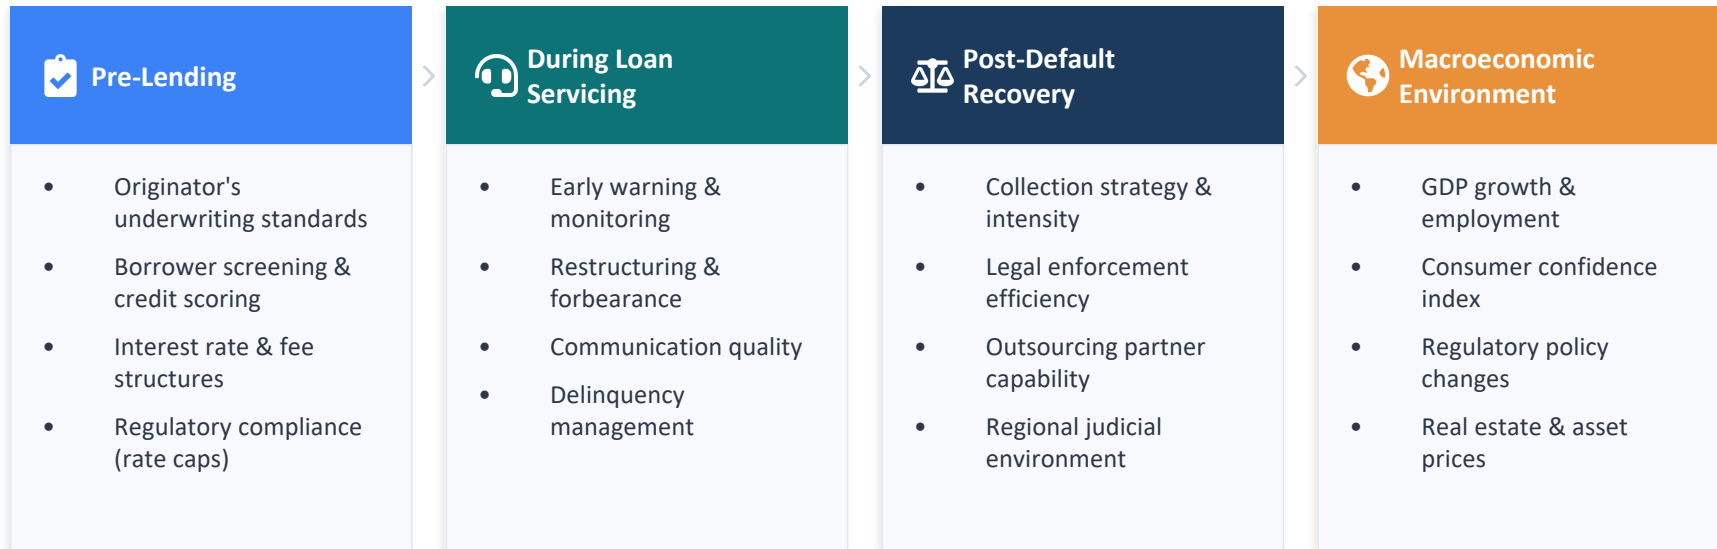 Pre-Lending
• Originator's
underwriting standards
• Borrower screening &
credit scoring
• Interest rate & fee
structures
• Regulatory compliance
(rate caps)
During Loan
Servicing
• Early warning &
monitoring
• Restructuring &
forbearance
• Communication quality
• Delinquency
management
Post-Default
Recovery
• Collection strategy &
intensity
• Legal enforcement
efficiency
• Outsourcing partner
capability
• Regional judicial
environment
Macroeconomic
Environment
• GDP growth &
employment
• Consumer confidence
index
• Regulatory policy
changes
• Real estate & asset
prices